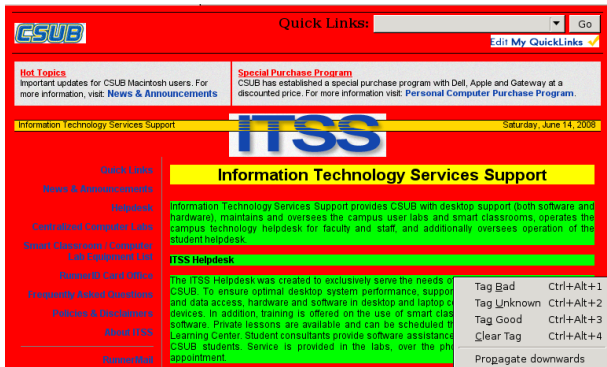 CSUB
Quick Links:
Go
Edit My QuickLinks
Hot Topics
Important updates for CSUB Macintosh users. For
more information, visit: News & Announcements
Special Purchase Program
CSUB has established a special purchase program with Dell, Apple and Gateway at a
discounted price. For more information visit: Personal Computer Purchase Program.
Information Technology Services Support
ITSS
Saturday, June 14, 2008
Quick Links
News & Announcements
Helpdesk
Centralized Computer Labs
Smart Classroom / Computer
Lab Equipment List
RunnerID Card Office
Frequently Asked Questions
Policies & Disclaimers
About ITSS
RunnerMail
Information Technology Services Support
Information Technology Services Support provides CSUB with desktop support (both software and
hardware), maintains and oversees the campus user labs and smart classrooms, operates the
campus technology helpdesk for faculty and staff, and additionally oversees operation of the
student helpdesk.
ITSS Helpdesk
The ITSS Helpdesk was created to exclusively serve the needs of
CSUB. To ensure optimal desktop system performance, suppor
and data access, hardware and software in desktop and laptop co
devices. In addition, training is offered on the use of smart clas
software. Private lessons are available and can be scheduled th
Learning Center. Student consultants provide software assistance
CSUB students. Service is provided in the labs, over the pho
appointment.
Tag Bad Ctrl+Alt+1
Tag Unknown Ctrl+Alt+2
Tag Good Ctrl+Alt+3
Clear Tag Ctrl+Alt+4
Propagate downwards